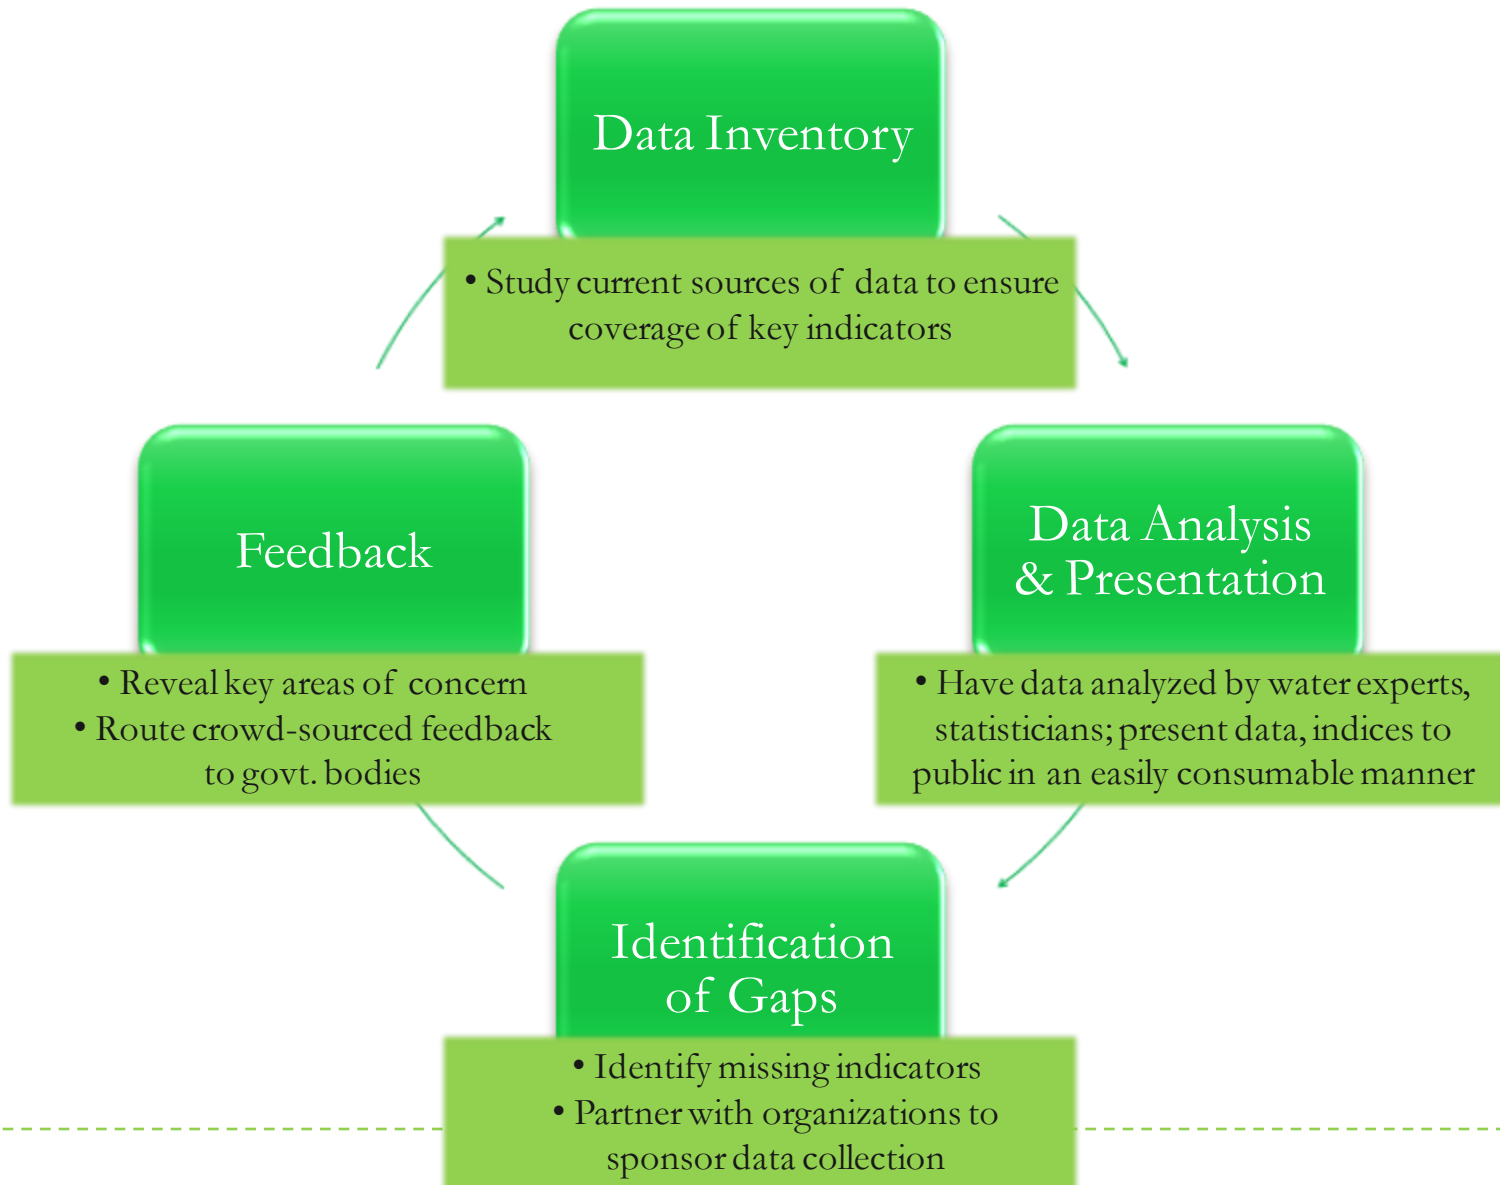 Data Inventory
• Study current sources of data to ensure
coverage of key indicators
Feedback
• Reveal key areas of concern
• Route crowd-sourced feedback
to govt. bodies
Data Analysis
& Presentation
• Have data analyzed by water experts,
statisticians; present data, indices to
public in an easily consumable manner
Identification
of Gaps
• Identify missing indicators
• Partner with organizations to
sponsor data collection